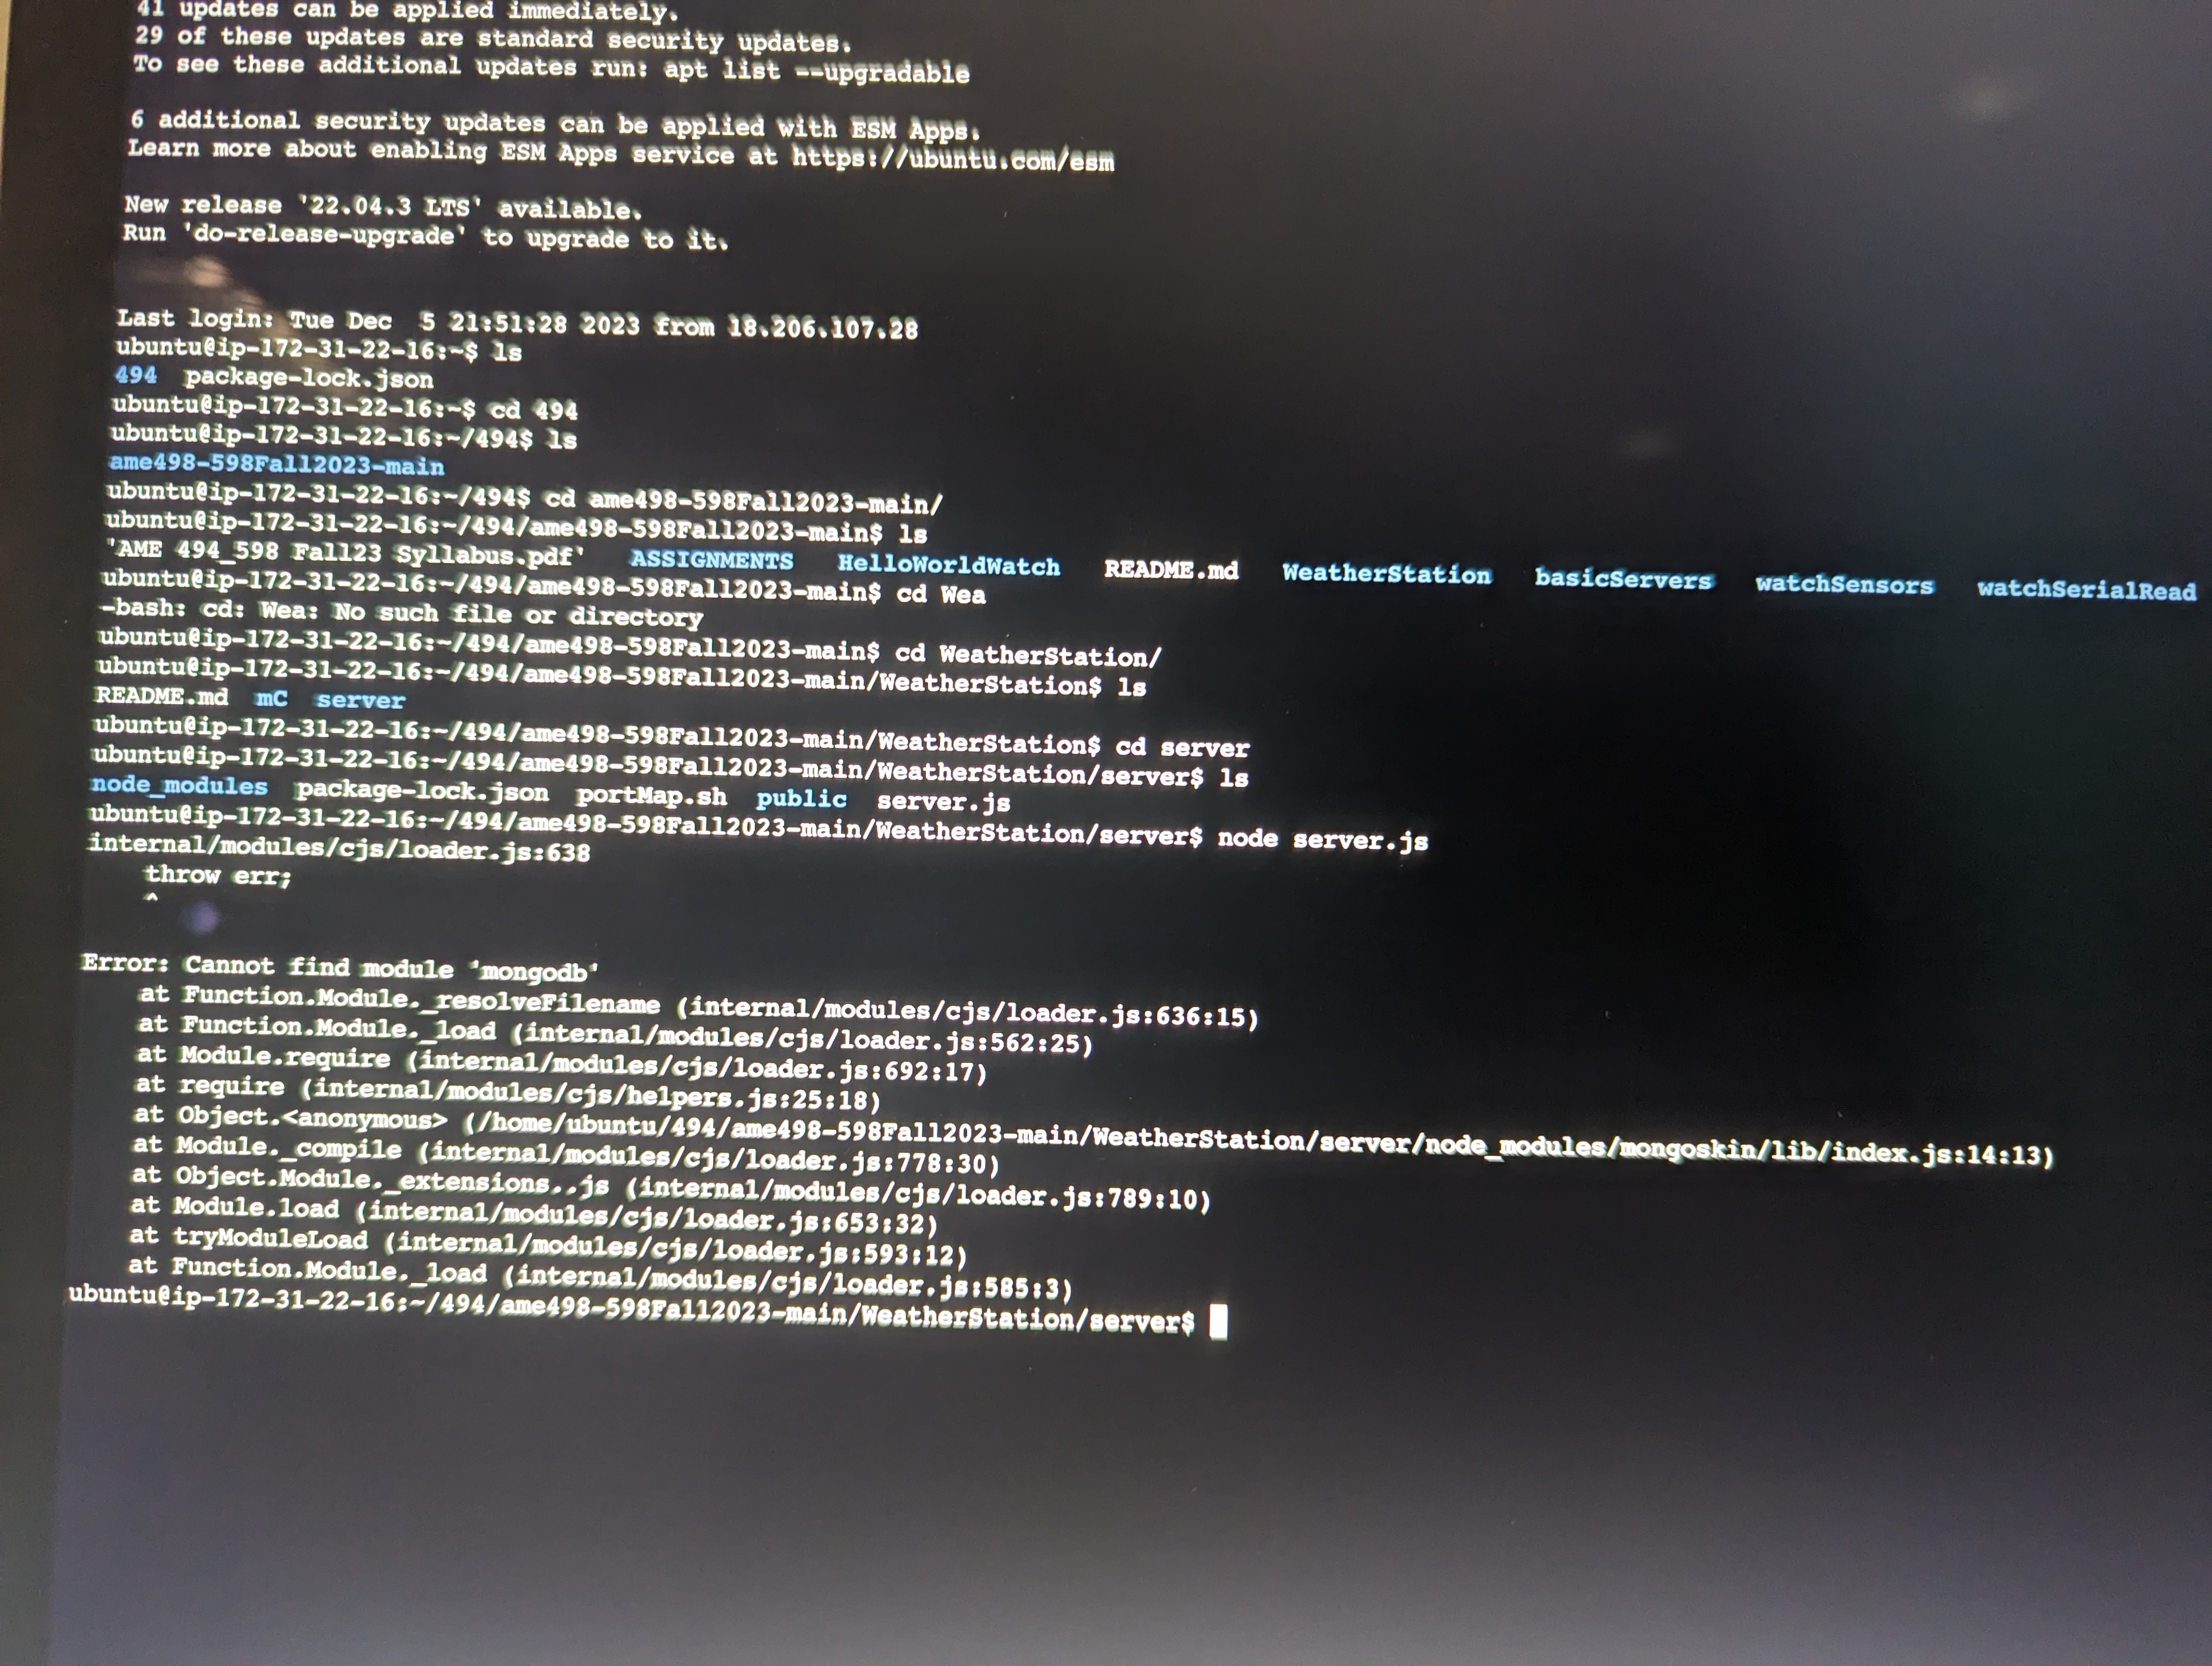 41 updates can be applied immediately.
29 of these updates are standard security updates.
To see these additional updates run: apt list --upgradable
6 additional security updates can be applied with ESM Apps.
Learn more about enabling ESM Apps service at https://ubuntu.com/esm
New release '22.04.3 LTS' available.
Run 'do-release-upgrade' to upgrade to it.
Last login: Tue Dec  5 21:51:28 2023 from 18.206.107.28
ubuntu@ip-172-31-22-16:~$ ls
494  package-lock.json
ubuntu@ip-172-31-22-16:~$ cd 494
ubuntu@ip-172-31-22-16:~/494$ ls
ame498-598Fall2023-main
ubuntu@ip-172-31-22-16:~/494$ cd ame498-598Fall2023-main/
ubuntu@ip-172-31-22-16:~/494/ame498-598Fall2023-main$ ls
'AME 494_598 Fall23 Syllabus.pdf'   ASSIGNMENTS   HelloWorldWatch   README.md   WeatherStation   basicServers   watchSensors   watchSerialRead
ubuntu@ip-172-31-22-16:~/494/ame498-598Fall2023-main$ cd Wea
-bash: cd: Wea: No such file or directory
ubuntu@ip-172-31-22-16:~/494/ame498-598Fall2023-main$ cd WeatherStation/
ubuntu@ip-172-31-22-16:~/494/ame498-598Fall2023-main/WeatherStation$ ls
README.md  mC  server
ubuntu@ip-172-31-22-16:~/494/ame498-598Fall2023-main/WeatherStation$ cd server
ubuntu@ip-172-31-22-16:~/494/ame498-598Fall2023-main/WeatherStation/server$ ls
node_modules  package-lock.json  portMap.sh  public  server.js
ubuntu@ip-172-31-22-16:~/494/ame498-598Fall2023-main/WeatherStation/server$ node server.js
internal/modules/cjs/loader.js:638
    throw err;
    ^
Error: Cannot find module 'mongodb'
    at Function.Module._resolveFilename (internal/modules/cjs/loader.js:636:15)
    at Function.Module._load (internal/modules/cjs/loader.js:562:25)
    at Module.require (internal/modules/cjs/loader.js:692:17)
    at require (internal/modules/cjs/helpers.js:25:18)
    at Object.<anonymous> (/home/ubuntu/494/ame498-598Fall2023-main/WeatherStation/server/node_modules/mongoskin/lib/index.js:14:13)
    at Module._compile (internal/modules/cjs/loader.js:778:30)
    at Object.Module._extensions..js (internal/modules/cjs/loader.js:789:10)
    at Module.load (internal/modules/cjs/loader.js:653:32)
    at tryModuleLoad (internal/modules/cjs/loader.js:593:12)
    at Function.Module._load (internal/modules/cjs/loader.js:585:3)
ubuntu@ip-172-31-22-16:~/494/ame498-598Fall2023-main/WeatherStation/server$